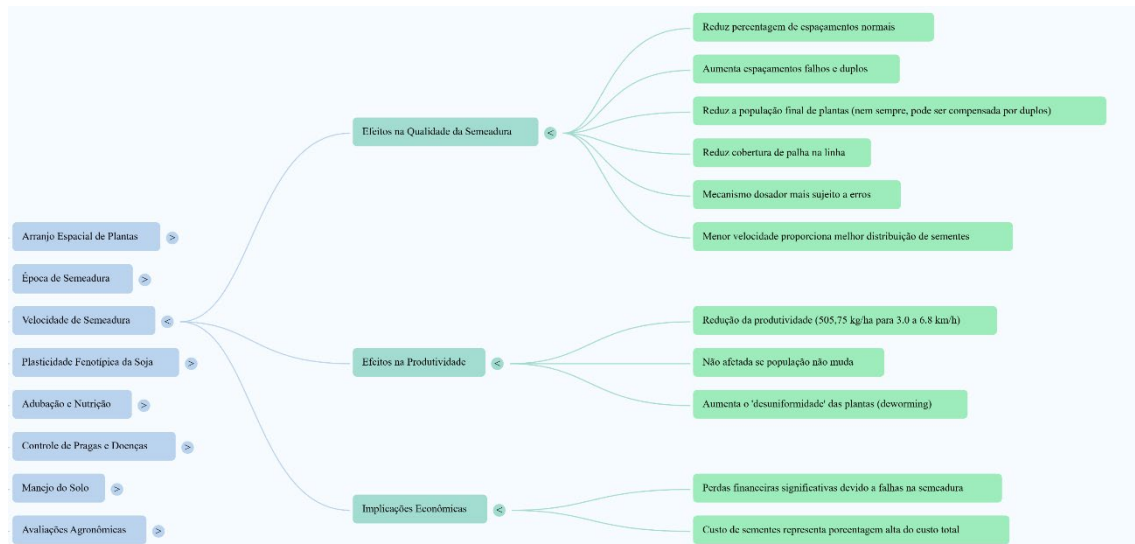 Arranjo Espacial de Plantas >
Época de Semeadura >
Velocidade de Semeadura <
Plasticidade Fenotípica da Soja >
Adubação e Nutrição >
Controle de Pragas e Doenças >
Manejo do Solo >
Avaliações Agronômicas >
Efeitos na Qualidade da Semeadura <
Reduz percentagem de espaçamentos normais
Aumenta espaçamentos falhos e duplos
Reduz a população final de plantas (nem sempre, pode ser compensada por duplos)
Reduz cobertura de palha na linha
Mecanismo dosador mais sujeito a erros
Menor velocidade proporciona melhor distribuição de sementes
Efeitos na Produtividade <
Redução da produtividade (505,75 kg/ha para 3.0 a 6.8 km/h)
Não afetada se população não muda
Aumenta o 'desuniformidade' das plantas (deworming)
Implicações Econômicas <
Perdas financeiras significativas devido a falhas na semeadura
Custo de sementes representa porcentagem alta do custo total